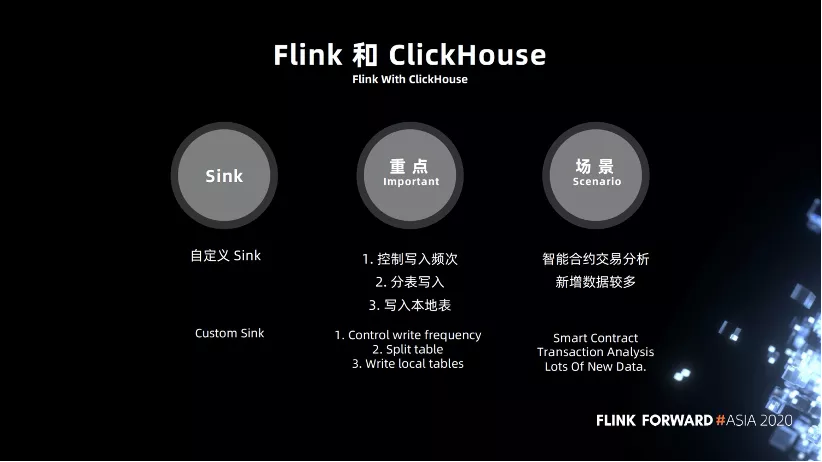 Flink 和 ClickHouse
Flink With ClickHouse
Sink
自定义 Sink
Custom Sink
重点
Important
1. 控制写入频次
2. 分表写入
3. 写入本地表
1. Control write frequency
2. Split table
3. Write local tables
场景
Scenario
智能合约交易分析
新增数据较多
Smart Contract
Transaction Analysis
Lots Of New Data.
FLINK FORWARD #ASIA 2020